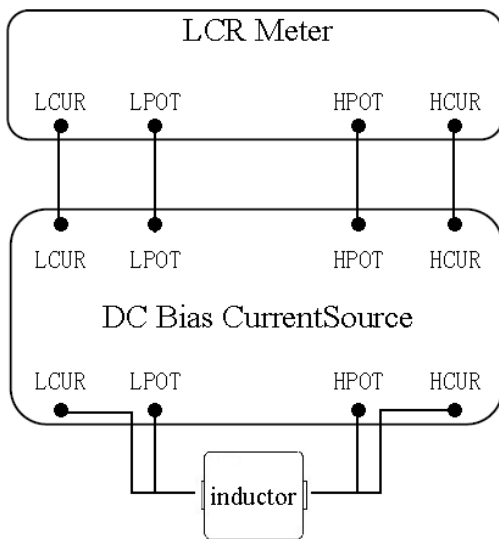 LCR Meter
LCUR LPOT HPOT HCUR
LCUR LPOT HPOT HCUR
DC Bias CurrentSource
LCUR LPOT HPOT HCUR
inductor